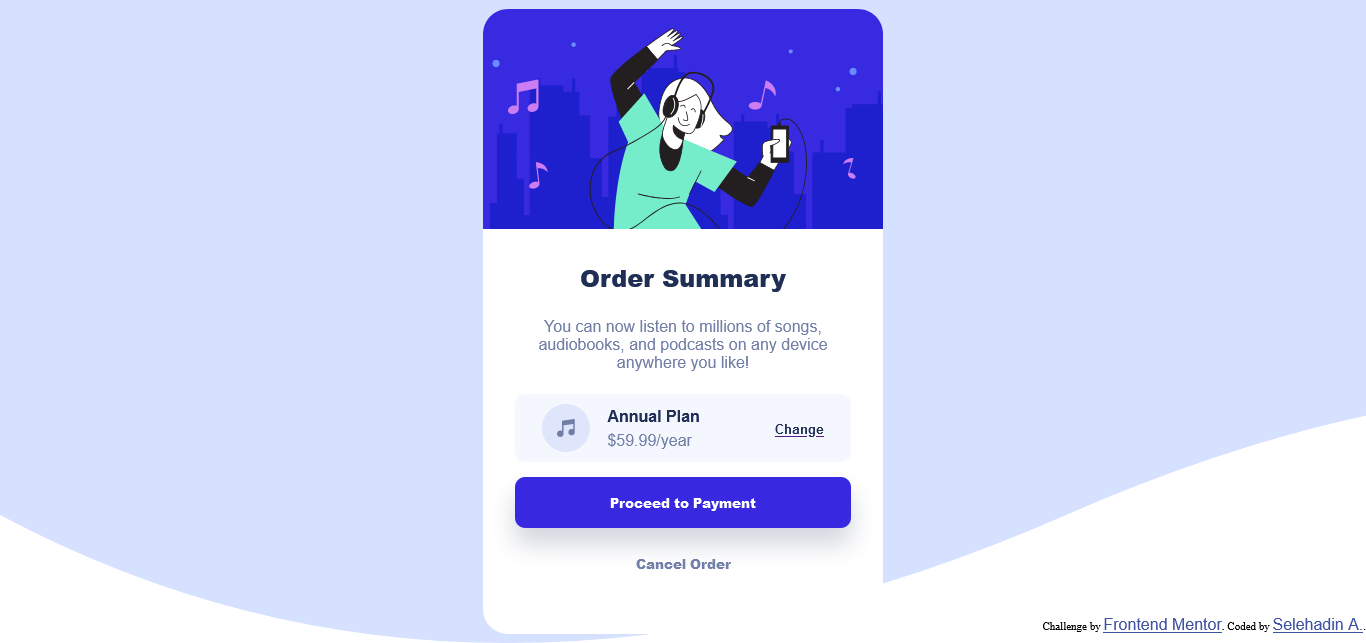 Order Summary
You can now listen to millions of songs,
audiobooks, and podcasts on any device
anywhere you like!
Annual Plan
$59.99/year
Change
Proceed to Payment
Cancel Order
Challenge by Frontend Mentor. Coded by Selehadin A..